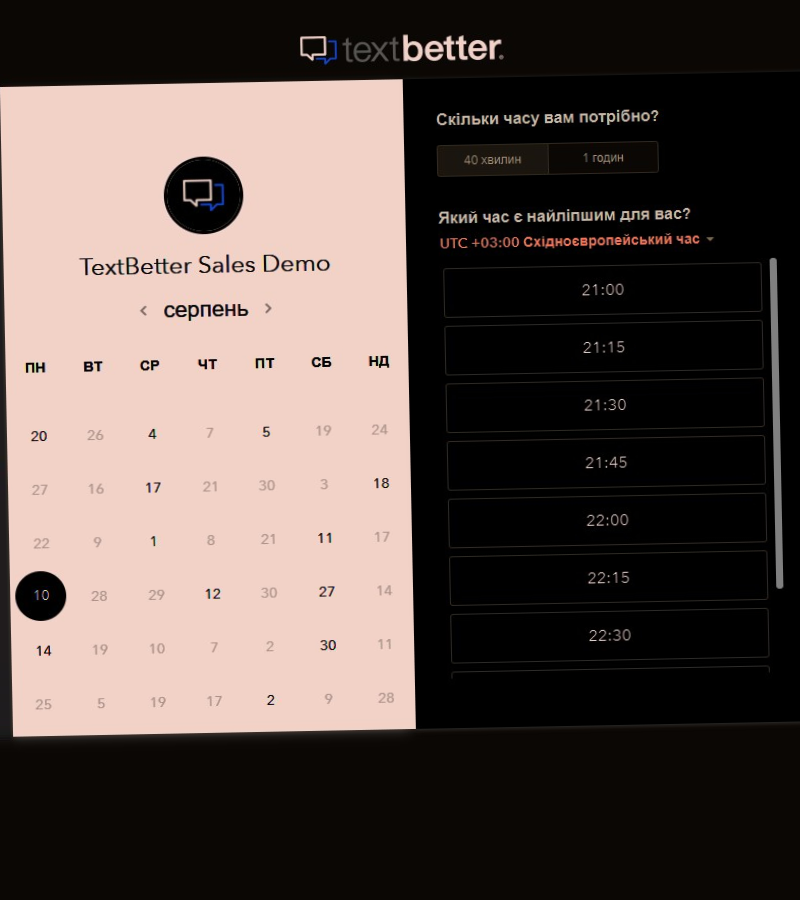 textbetter.
TextBetter Sales Demo
серпень
ПН ВТ СР ЧТ ПТ СБ НД
20 26 4 7 5 19 24
27 16 17 21 30 3 18
22 9 1 8 21 11 17
10 28 29 12 30 27 14
14 19 10 7 2 30 11
25 5 19 17 2 9 28
Скільки часу вам потрібно?
40 хвилин 1 годин
Який час є найліпшим для вас?
UTC +03:00 Східноєвропейський час
21:00
21:15
21:30
21:45
22:00
22:15
22:30